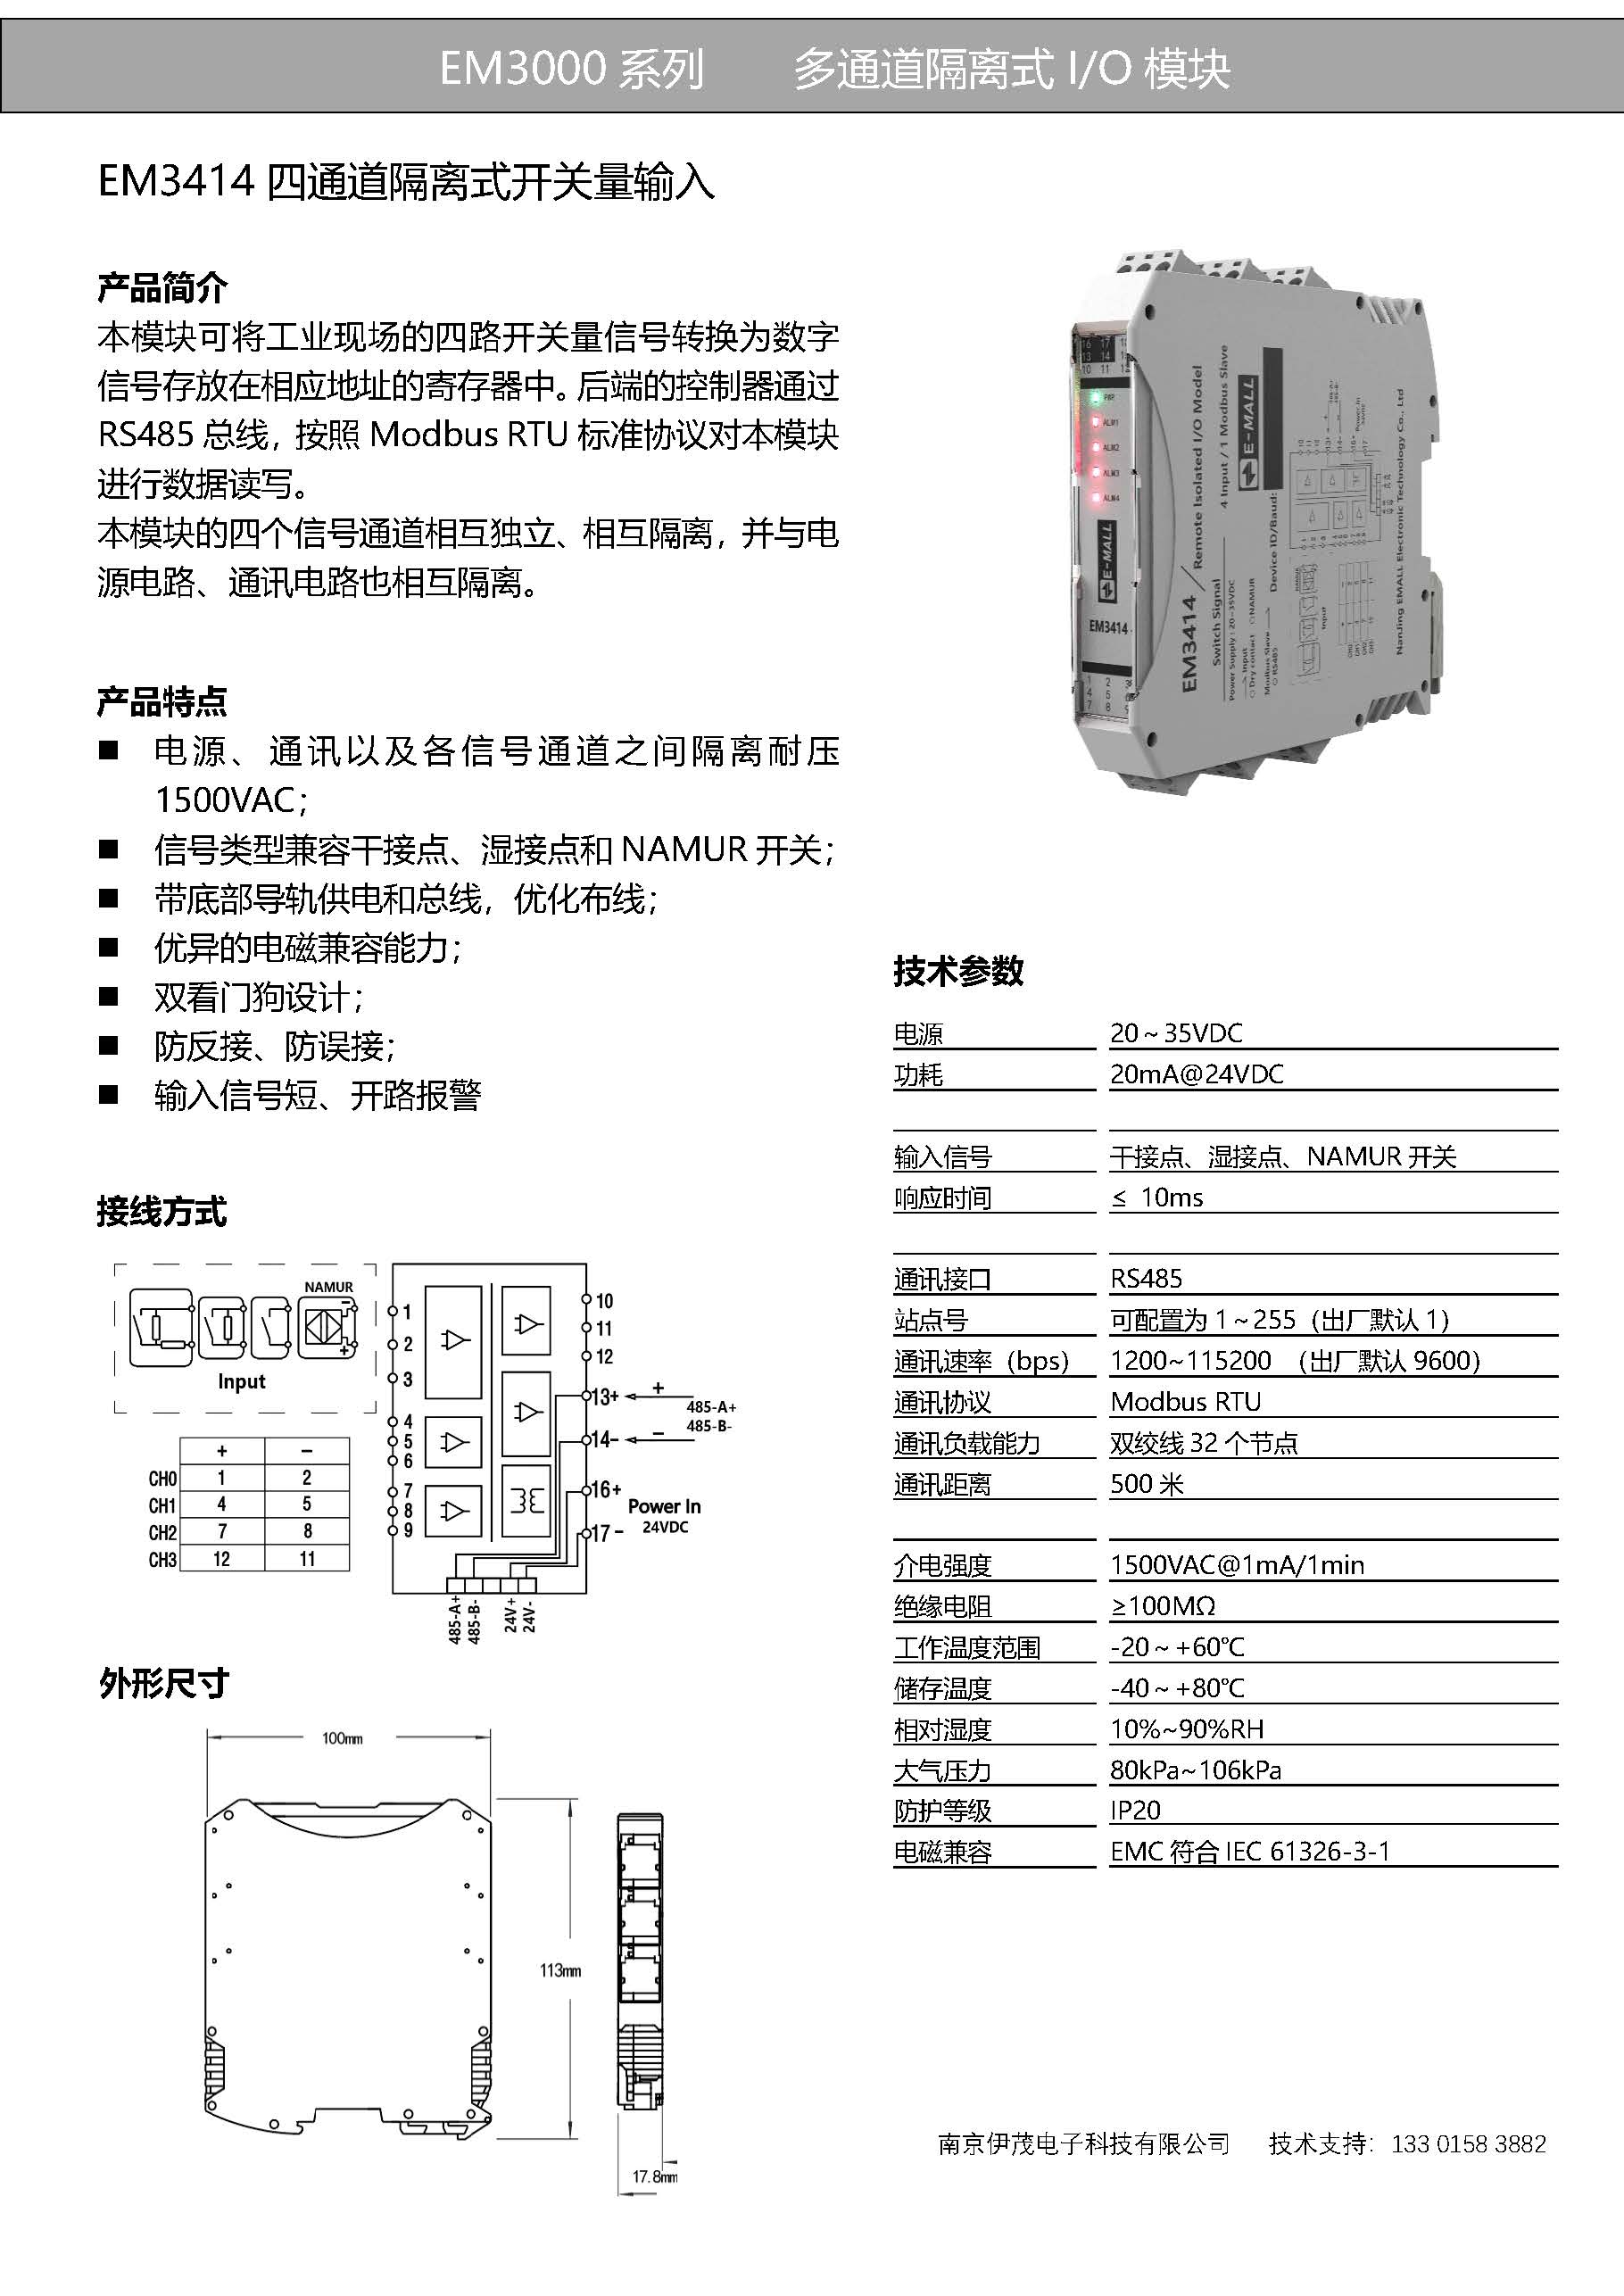 EM3000 系列 多通道隔离式 I/O 模块
EM3414 四通道隔离式开关量输入
产品简介
本模块可将工业现场的四路开关量信号转换为数字
信号存放在相应地址的寄存器中。后端的控制器通过
RS485 总线，按照 Modbus RTU 标准协议对本模块
进行数据读写。
本模块的四个信号通道相互独立、相互隔离，并与电
源电路、通讯电路也相互隔离。
产品特点
■ 电源、通讯以及各信号通道之间隔离耐压
1500VAC；
■ 信号类型兼容干接点、湿接点和 NAMUR 开关；
■ 带底部导轨供电和总线，优化布线；
■ 优异的电磁兼容能力；
■ 双看门狗设计；
■ 防反接、防误接；
■ 输入信号短、开路报警
接线方式
NAMUR
Input
+ −
CH0 1 2
CH1 4 5
CH2 7 8
CH3 12 11
1
2
3
4
5
6
7
8
9
10
11
12
13+
14-
16+
17-
+
485-A+
485-B-
−
Power In
24VDC
485-A+
485-B-
24V+
24V-
外形尺寸
100mm
113mm
17.8mm
PWR
ALM1
ALM2
ALM3
ALM4
E-MALL
EM3414
EM3414
Remote Isolated I/O Model
Switch Signal
4 Input / 1 Modbus Slave
Power Supply : 20~35VDC
Input
○ Dry contact ○ NAMUR
Modbus Slave
○ RS485
Device ID/Baud:
E-MALL
NanJing EMALL Electronic Technology Co., Ltd
技术参数
电源 20～35VDC
功耗 20mA@24VDC
输入信号 干接点、湿接点、NAMUR 开关
响应时间 ≤ 10ms
通讯接口 RS485
站点号 可配置为 1～255（出厂默认 1）
通讯速率（bps） 1200~115200 （出厂默认 9600）
通讯协议 Modbus RTU
通讯负载能力 双绞线 32 个节点
通讯距离 500 米
介电强度 1500VAC@1mA/1min
绝缘电阻 ≥100MΩ
工作温度范围 -20～+60℃
储存温度 -40～+80℃
相对湿度 10%~90%RH
大气压力 80kPa~106kPa
防护等级 IP20
电磁兼容 EMC 符合 IEC 61326-3-1
南京伊茂电子科技有限公司 技术支持：133 0158 3882